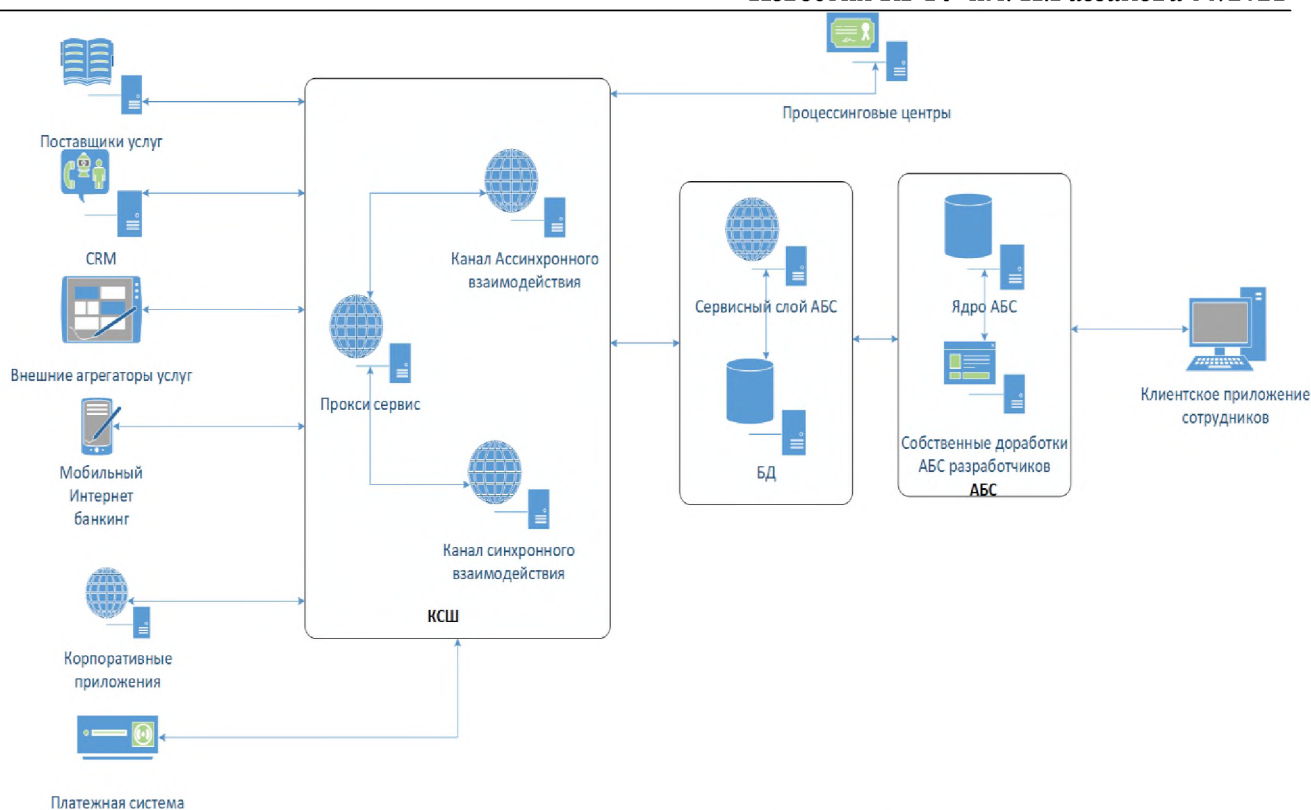 Процессинговые центры
Поставщики услуг
CRM
Внешние агрегаторы услуг
Мобильный
Интернет
банкинг
Корпоративные
приложения
Платежная система
Канал Ассинхронного
взаимодействия
Прокси сервис
Канал синхронного
взаимодействия
КСШ
Сервисный слой АБС
БД
Ядро АБС
Собственные доработки
АБС разработчиков
АБС
Клиентское приложение
сотрудников